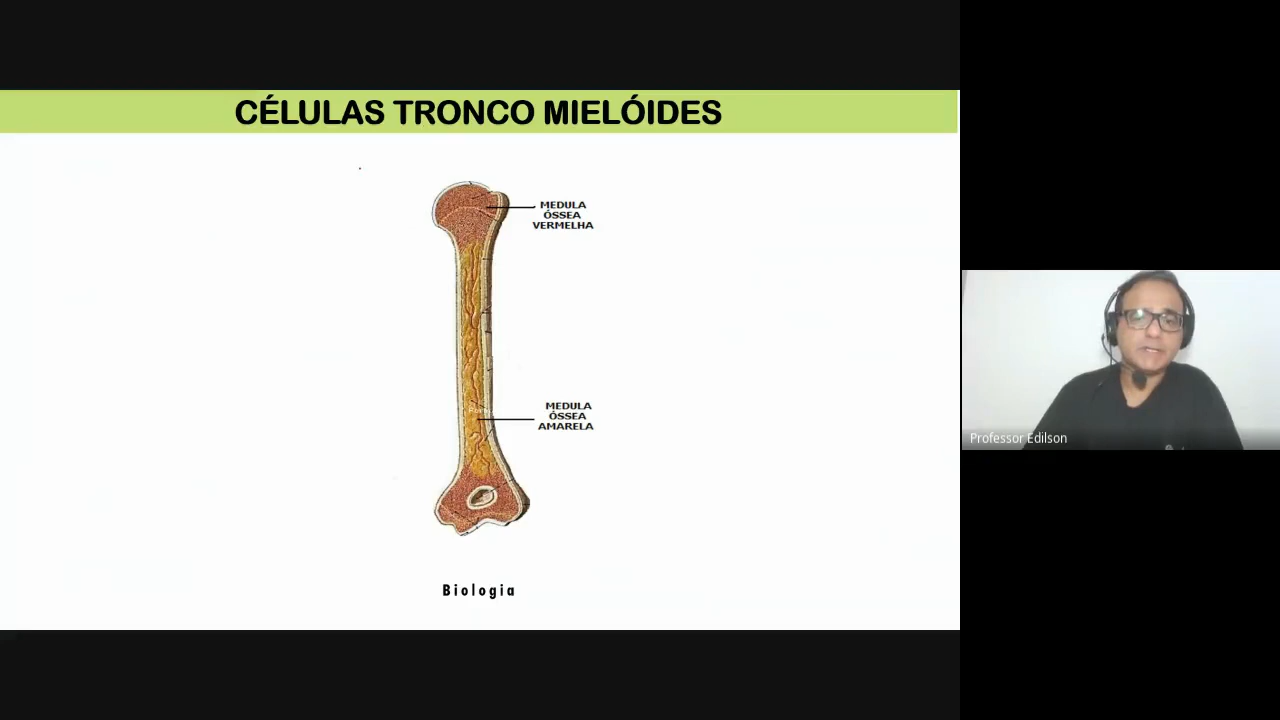 CÉLULAS TRONCO MIELÓIDES
MEDULA
ÓSSEA
VERMELHA
MEDULA
ÓSSEA
AMARELA
Biologia
Professor Edilson